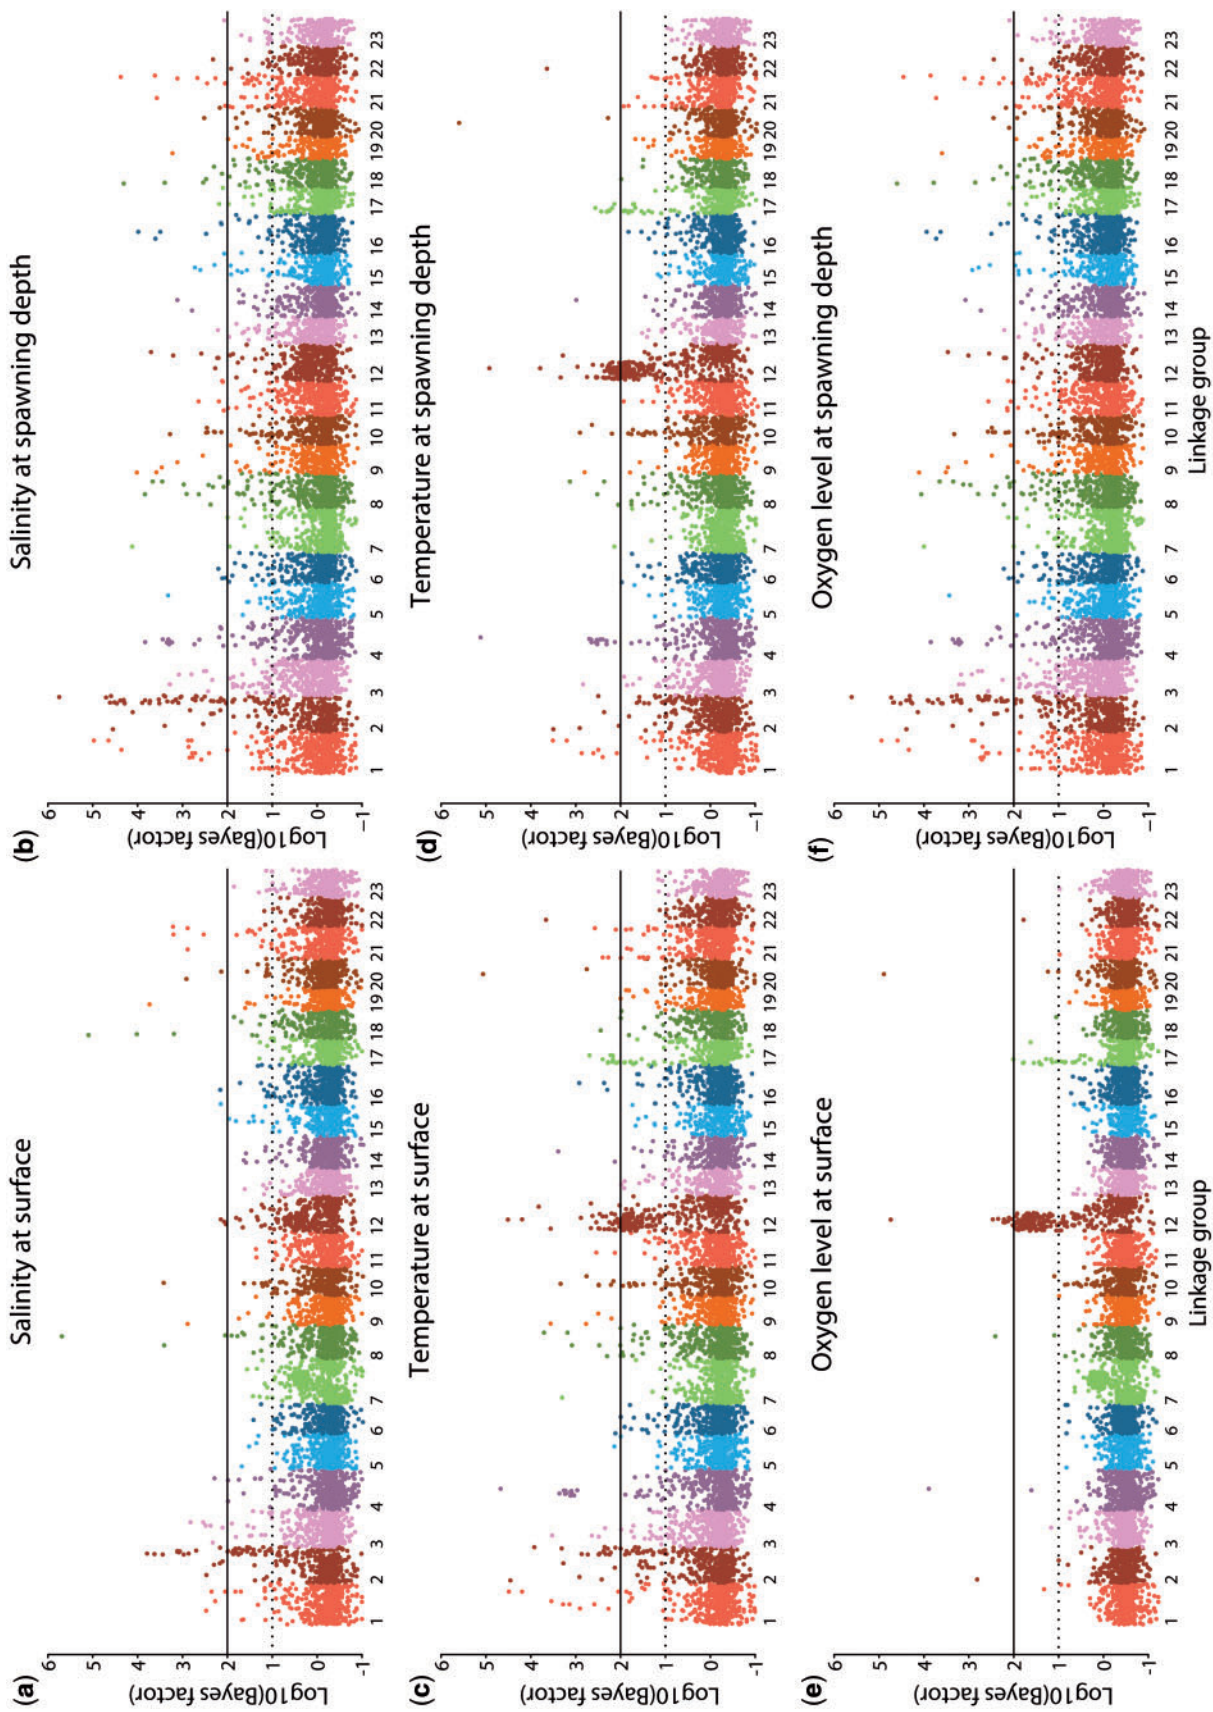 (a)
Salinity at surface
Log10(Bayes factor)
6
5
4
3
2
1
0
−1
1 2 3 4 5 6 7 8 9 10 11 12 13 14 15 16 17 18 19 20 21 22 23
(b)
Salinity at spawning depth
Log10(Bayes factor)
6
5
4
3
2
1
0
−1
1 2 3 4 5 6 7 8 9 10 11 12 13 14 15 16 17 18 19 20 21 22 23
(c)
Temperature at surface
Log10(Bayes factor)
6
5
4
3
2
1
0
−1
1 2 3 4 5 6 7 8 9 10 11 12 13 14 15 16 17 18 19 20 21 22 23
(d)
Temperature at spawning depth
Log10(Bayes factor)
6
5
4
3
2
1
0
−1
1 2 3 4 5 6 7 8 9 10 11 12 13 14 15 16 17 18 19 20 21 22 23
(e)
Oxygen level at surface
Log10(Bayes factor)
6
5
4
3
2
1
0
−1
1 2 3 4 5 6 7 8 9 10 11 12 13 14 15 16 17 18 19 20 21 22 23
Linkage group
(f)
Oxygen level at spawning depth
Log10(Bayes factor)
6
5
4
3
2
1
0
−1
1 2 3 4 5 6 7 8 9 10 11 12 13 14 15 16 17 18 19 20 21 22 23
Linkage group